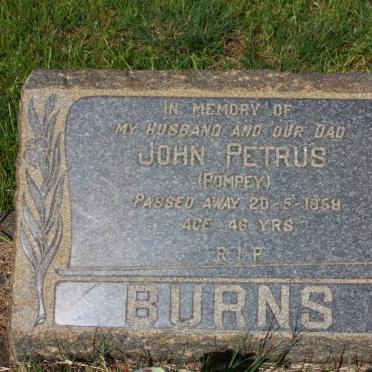 IN MEMORY OF
MY HUSBAND AND OUR DAD
JOHN PETRUS
(POMPEY)
PASSED AWAY 20-5-1958
AGE 46 YRS.
R.I.P.
BURNS